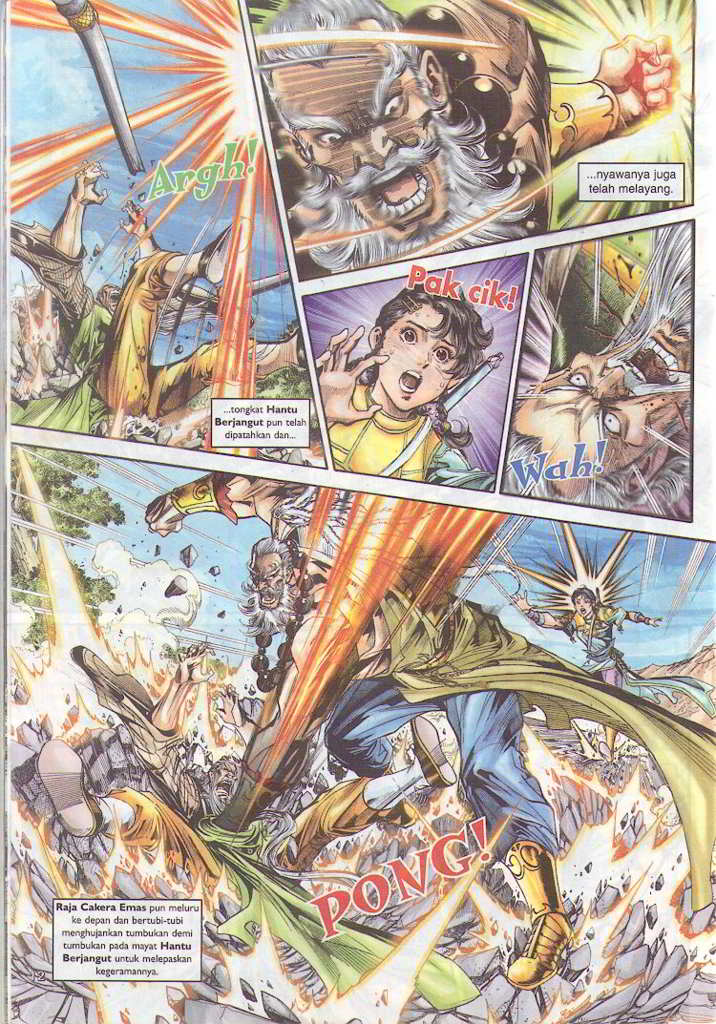 Argh!
...tongkat Hantu
Berjangut pun telah
dipatahkan dan...
...nyawanya juga
telah melayang.
Pak cik!
Wah!
PONG!
Raja Cakera Emas pun meluru
ke depan dan bertubi-tubi
menghujankan tumbukan demi
tumbukan pada mayat Hantu
Berjangut untuk melepaskan
kegeramannya.